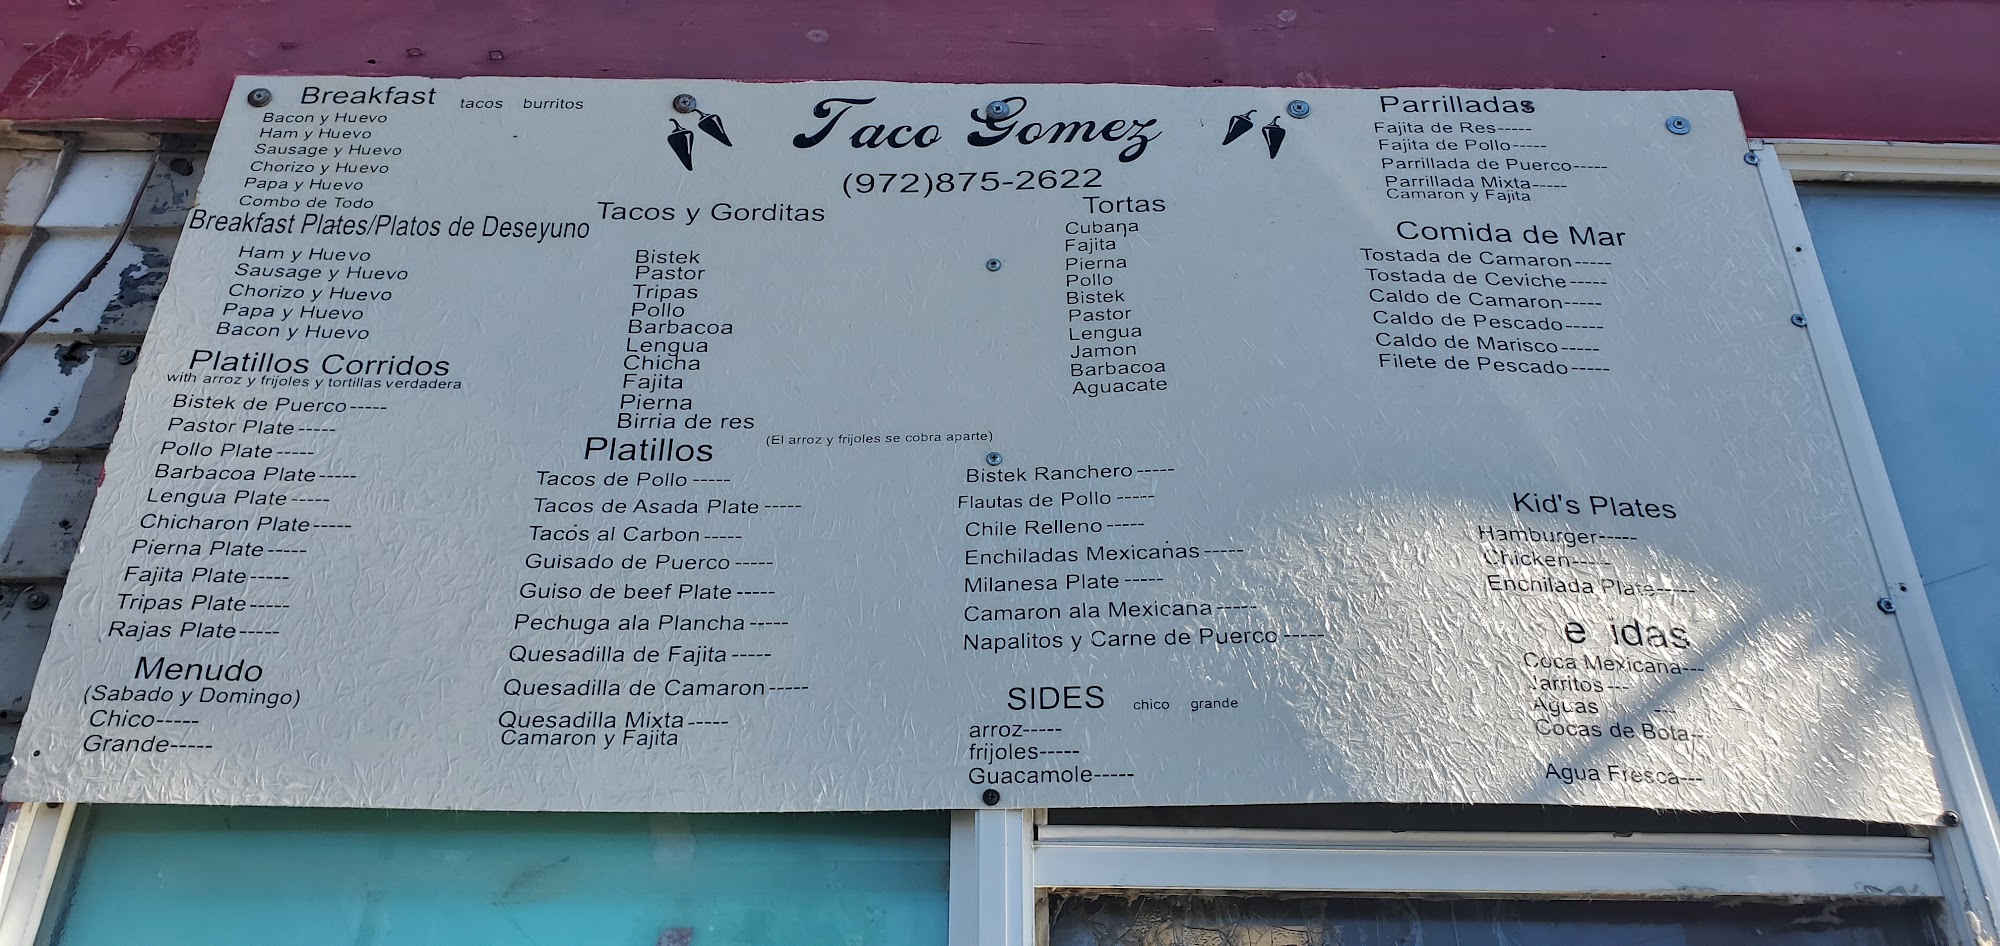 Taco Gomez
(972)875-2622
Breakfast tacos burritos
Bacon y Huevo
Ham y Huevo
Sausage y Huevo
Chorizo y Huevo
Papa y Huevo
Combo de Todo
Breakfast Plates/Platos de Deseyuno
Ham y Huevo
Sausage y Huevo
Chorizo y Huevo
Papa y Huevo
Bacon y Huevo
Platillos Corridos
with arroz y frijoles y tortillas verdadera
Bistek de Puerco-----
Pastor Plate-----
Pollo Plate-----
Barbacoa Plate-----
Lengua Plate-----
Chicharon Plate-----
Pierna Plate-----
Fajita Plate-----
Tripas Plate-----
Rajas Plate-----
Menudo
(Sabado y Domingo)
Chico-----
Grande-----
Tacos y Gorditas
Bistek
Pastor
Tripas
Pollo
Barbacoa
Lengua
Chicha
Fajita
Pierna
Birria de res
Platillos (El arroz y frijoles se cobra aparte)
Tacos de Pollo-----
Tacos de Asada Plate-----
Tacos al Carbon-----
Guisado de Puerco-----
Guiso de beef Plate-----
Pechuga ala Plancha-----
Quesadilla de Fajita-----
Quesadilla de Camaron-----
Quesadilla Mixta-----
Camaron y Fajita
Bistek Ranchero-----
Flautas de Pollo-----
Chile Relleno-----
Enchiladas Mexicanas-----
Milanesa Plate-----
Camaron ala Mexicana-----
Napalitos y Carne de Puerco-----
SIDES chico grande
arroz-----
frijoles-----
Guacamole-----
Tortas
Cubana
Fajita
Pierna
Pollo
Bistek
Pastor
Lengua
Jamon
Barbacoa
Aguacate
Parrilladas
Fajita de Res-----
Fajita de Pollo-----
Parrillada de Puerco-----
Parrillada Mixta-----
Camaron y Fajita
Comida de Mar
Tostada de Camaron-----
Tostada de Ceviche-----
Caldo de Camaron-----
Caldo de Pescado-----
Caldo de Marisco-----
Filete de Pescado-----
Kid's Plates
Hamburger-----
Chicken-----
Enchilada Plate-----
e idas
Coca Mexicana---
Jarritos---
Aguas ---
Cocas de Bota--
Agua Fresca---